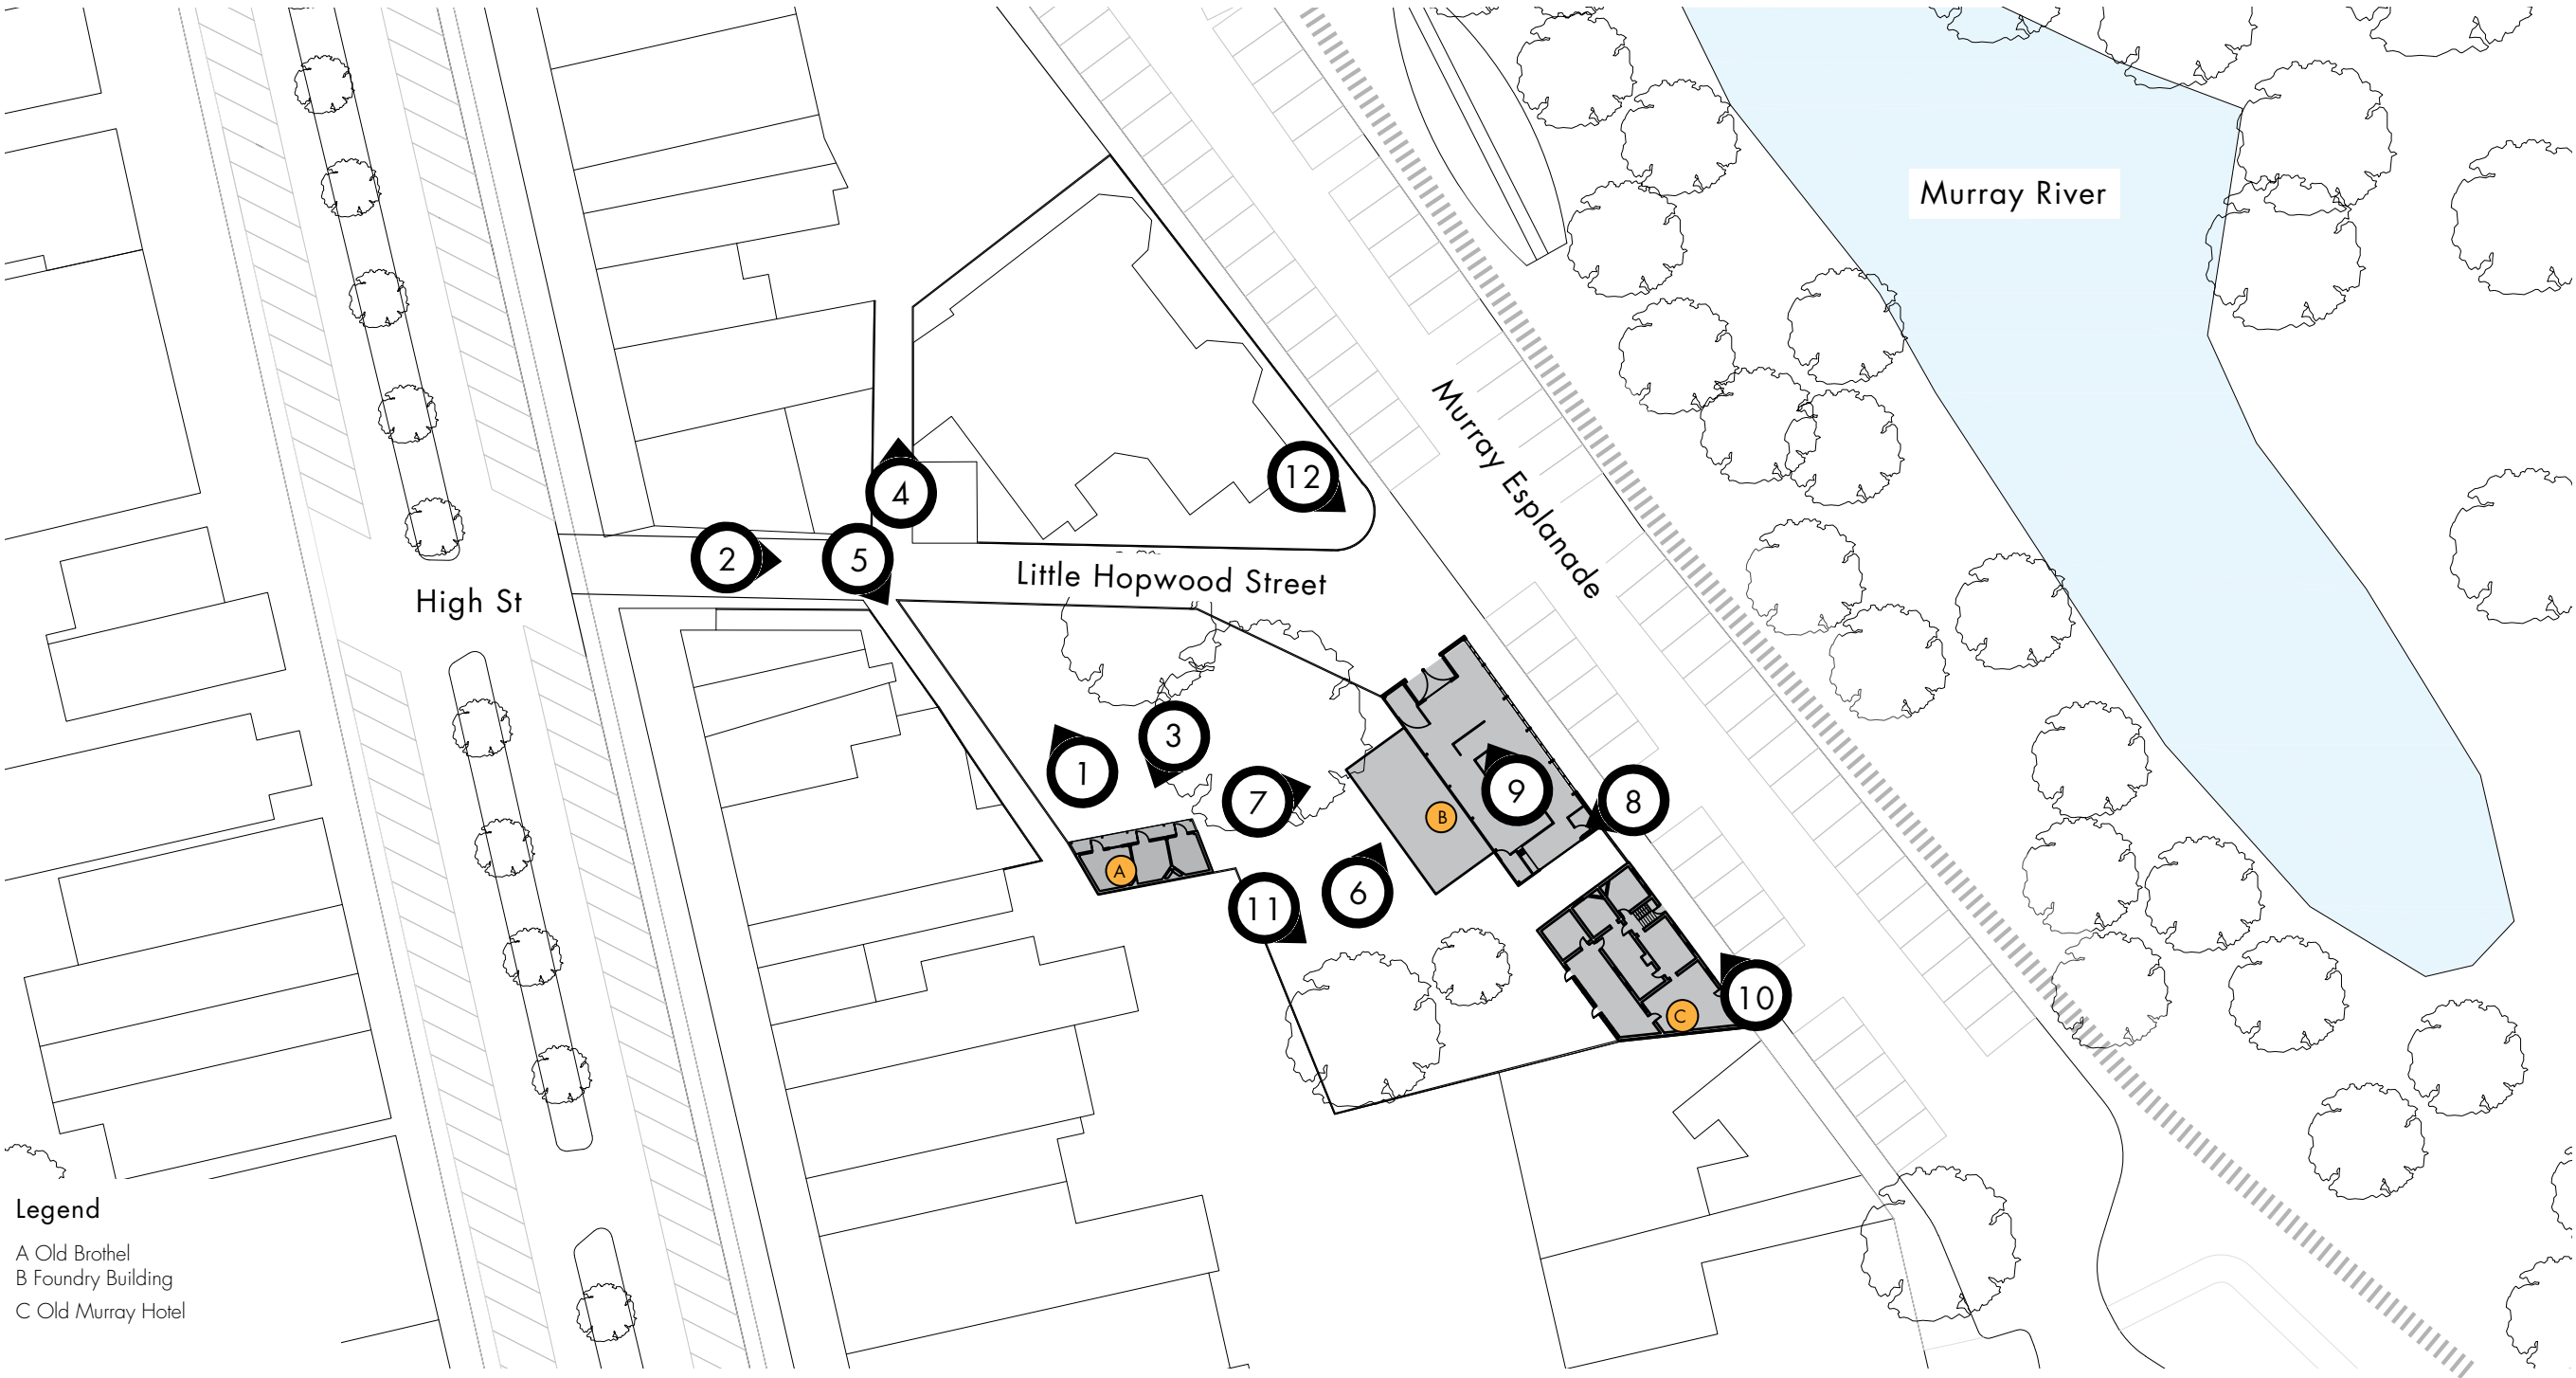 Murray River
Murray Esplanade
12
4
2
5
Little Hopwood Street
High St
3
1
7
9
8
B
A
6
11
10
C
Legend
A Old Brothel
B Foundry Building
C Old Murray Hotel